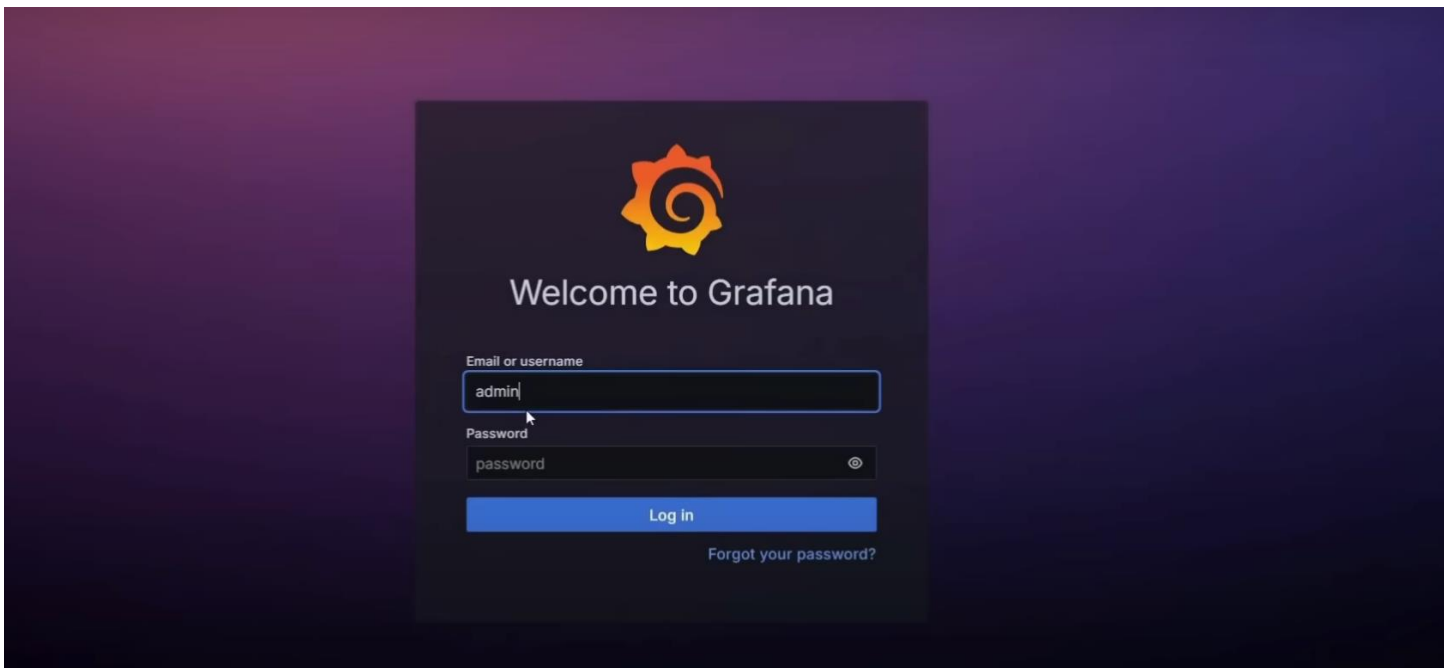 Welcome to Grafana
Email or username
admin
Password
password
Log in
Forgot your password?